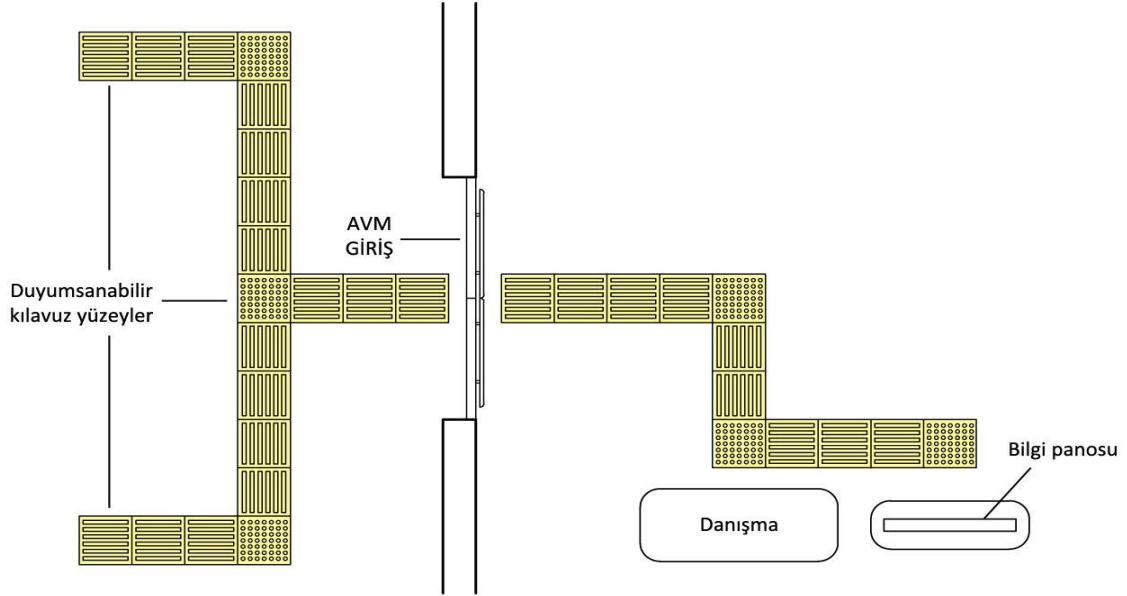 AVM
GİRİŞ
Duyumsanabilir
kılavuz yüzeyler
Bilgi panosu
Danışma